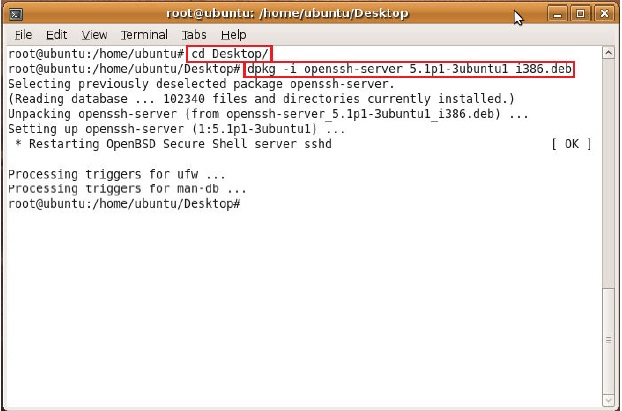 root@ubuntu: /home/ubuntu/Desktop
File Edit View Terminal Tabs Help
root@ubuntu:/home/ubuntu# cd Desktop/
root@ubuntu:/home/ubuntu/Desktop# dpkg -i openssh-server_5.1p1-3ubuntu1_i386.deb
Selecting previously deselected package openssh-server.
(Reading database ... 102340 files and directories currently installed.)
Unpacking openssh-server (from openssh-server_5.1p1-3ubuntu1_i386.deb) ...
Setting up openssh-server (1:5.1p1-3ubuntu1) ...
 * Restarting OpenBSD Secure Shell server sshd [ OK ]
Processing triggers for ufw ...
Processing triggers for man-db ...
root@ubuntu:/home/ubuntu/Desktop#